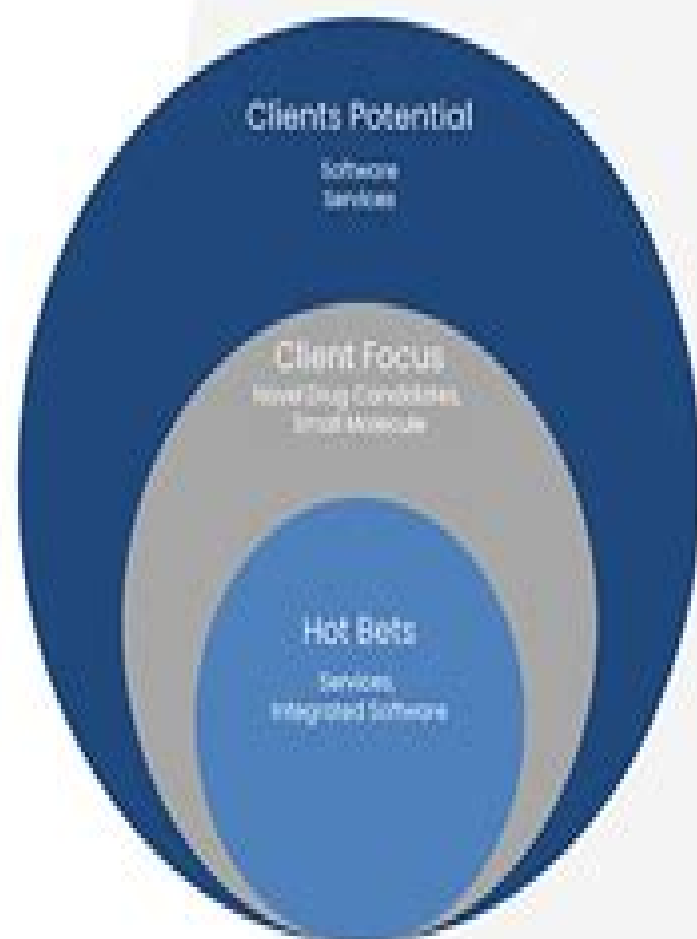 Clients Potential
Software
Services
Client Focus
Novel Drug Candidates,
Small Molecule
Hot Bets
Services,
Integrated Software